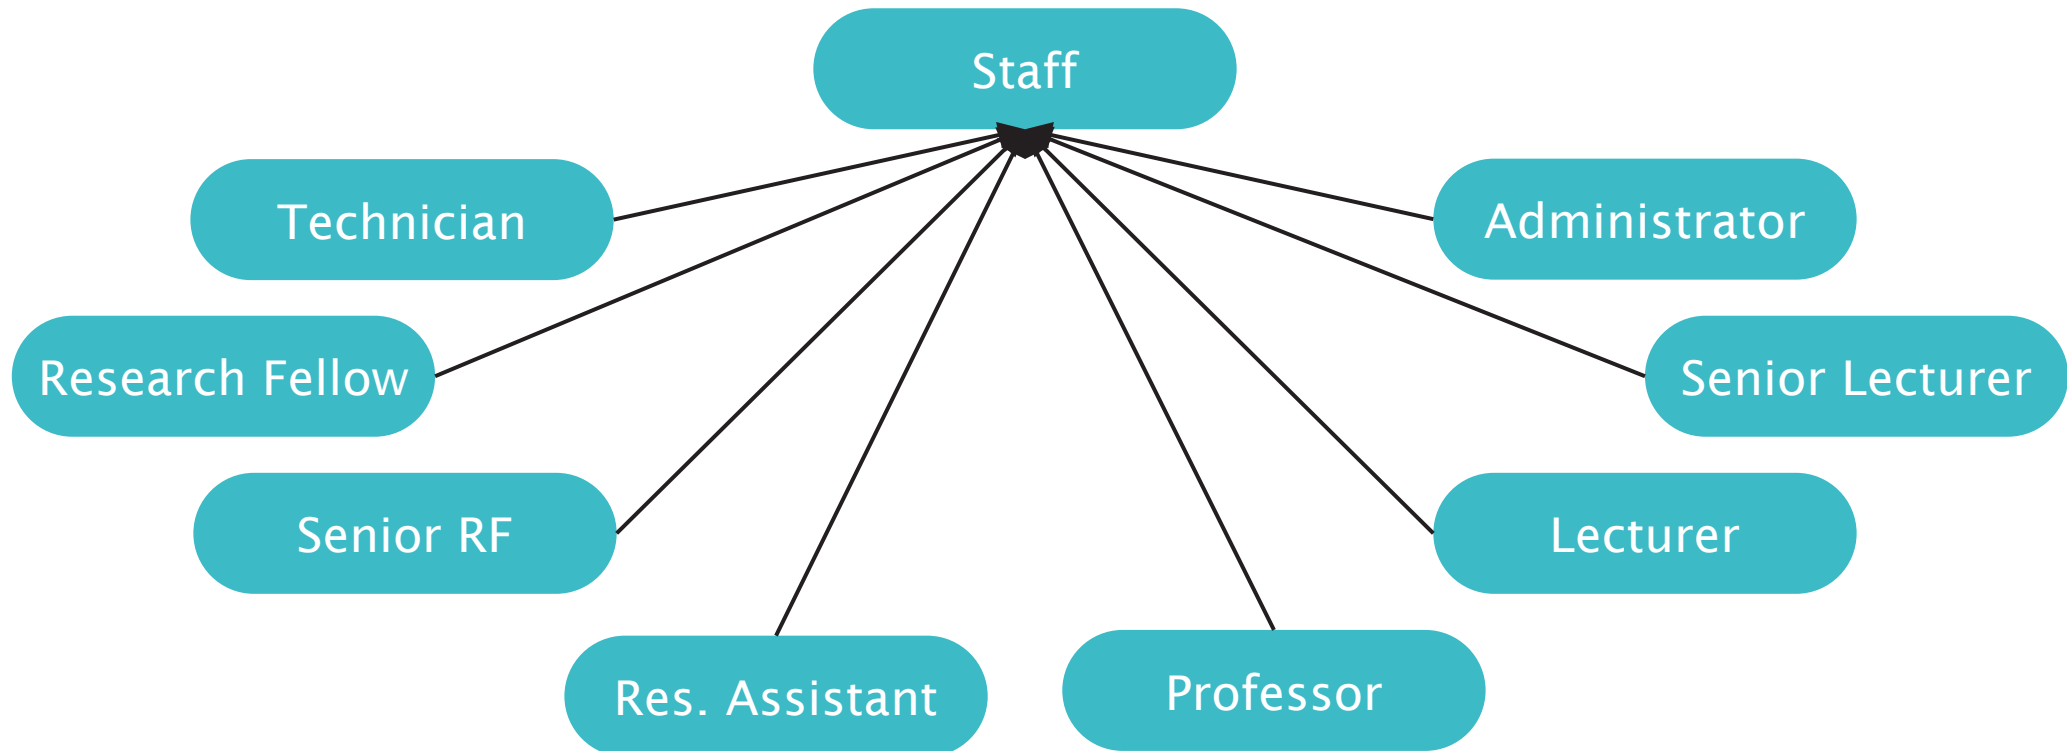 Staff
Technician
Administrator
Research Fellow
Senior Lecturer
Senior RF
Lecturer
Res. Assistant
Professor